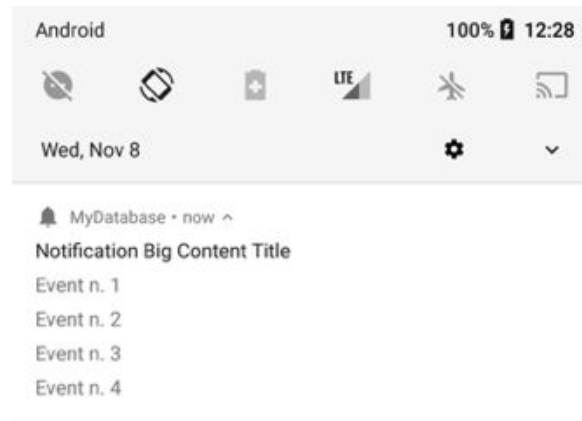 Android 100% 12:28
LTE
Wed, Nov 8
MyDatabase • now
Notification Big Content Title
Event n. 1
Event n. 2
Event n. 3
Event n. 4